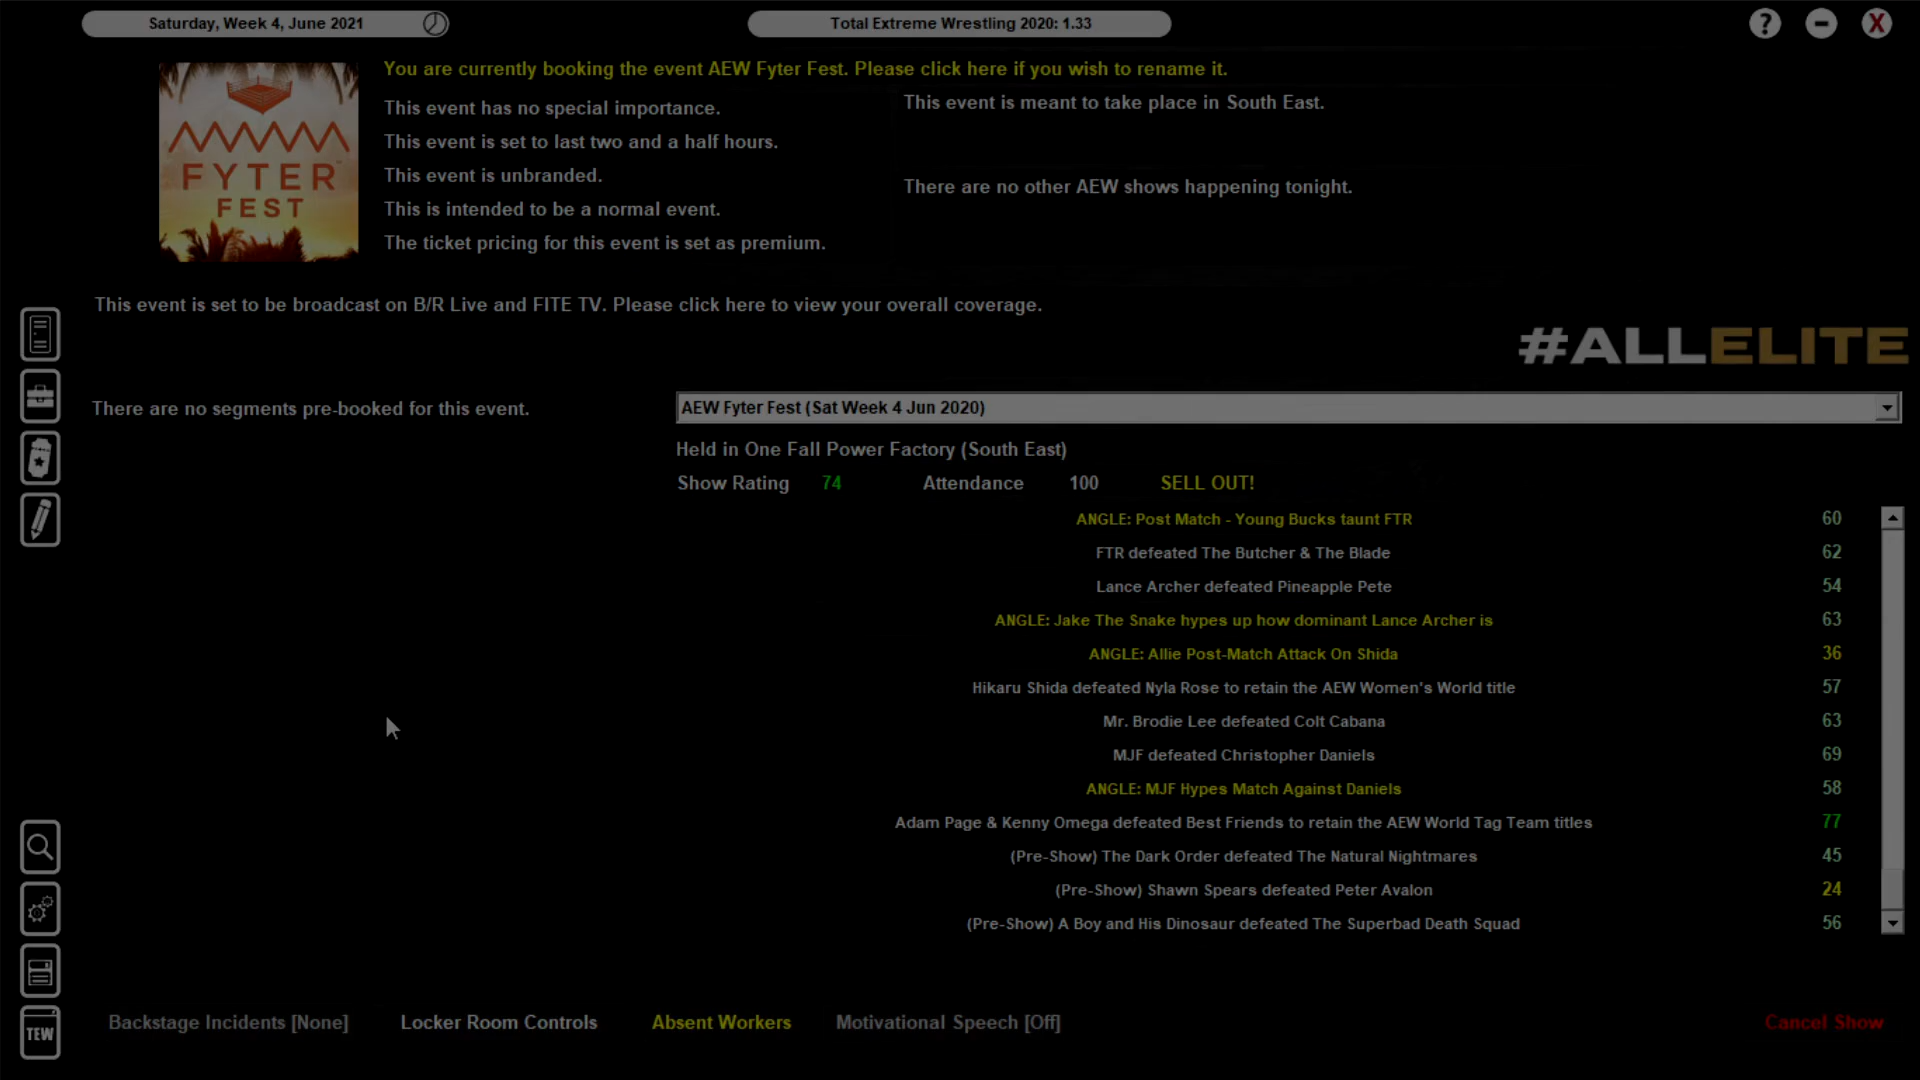 Saturday, Week 4, June 2021
Total Extreme Wrestling 2020: 1.33
? - X
You are currently booking the event AEW Fyter Fest. Please click here if you wish to rename it.
This event has no special importance.
This event is meant to take place in South East.
This event is set to last two and a half hours.
This event is unbranded.
There are no other AEW shows happening tonight.
This is intended to be a normal event.
The ticket pricing for this event is set as premium.
FYTER
FEST
This event is set to be broadcast on B/R Live and FITE TV. Please click here to view your overall coverage.
#ALLELITE
There are no segments pre-booked for this event.
AEW Fyter Fest (Sat Week 4 Jun 2020)
Held in One Fall Power Factory (South East)
Show Rating 74 Attendance 100 SELL OUT!
ANGLE: Post Match - Young Bucks taunt FTR 60
FTR defeated The Butcher & The Blade 62
Lance Archer defeated Pineapple Pete 54
ANGLE: Jake The Snake hypes up how dominant Lance Archer is 63
ANGLE: Allie Post-Match Attack On Shida 36
Hikaru Shida defeated Nyla Rose to retain the AEW Women's World title 57
Mr. Brodie Lee defeated Colt Cabana 63
MJF defeated Christopher Daniels 69
ANGLE: MJF Hypes Match Against Daniels 58
Adam Page & Kenny Omega defeated Best Friends to retain the AEW World Tag Team titles 77
(Pre-Show) The Dark Order defeated The Natural Nightmares 45
(Pre-Show) Shawn Spears defeated Peter Avalon 24
(Pre-Show) A Boy and His Dinosaur defeated The Superbad Death Squad 56
TEW
Backstage Incidents [None] Locker Room Controls Absent Workers Motivational Speech [Off] Cancel Show